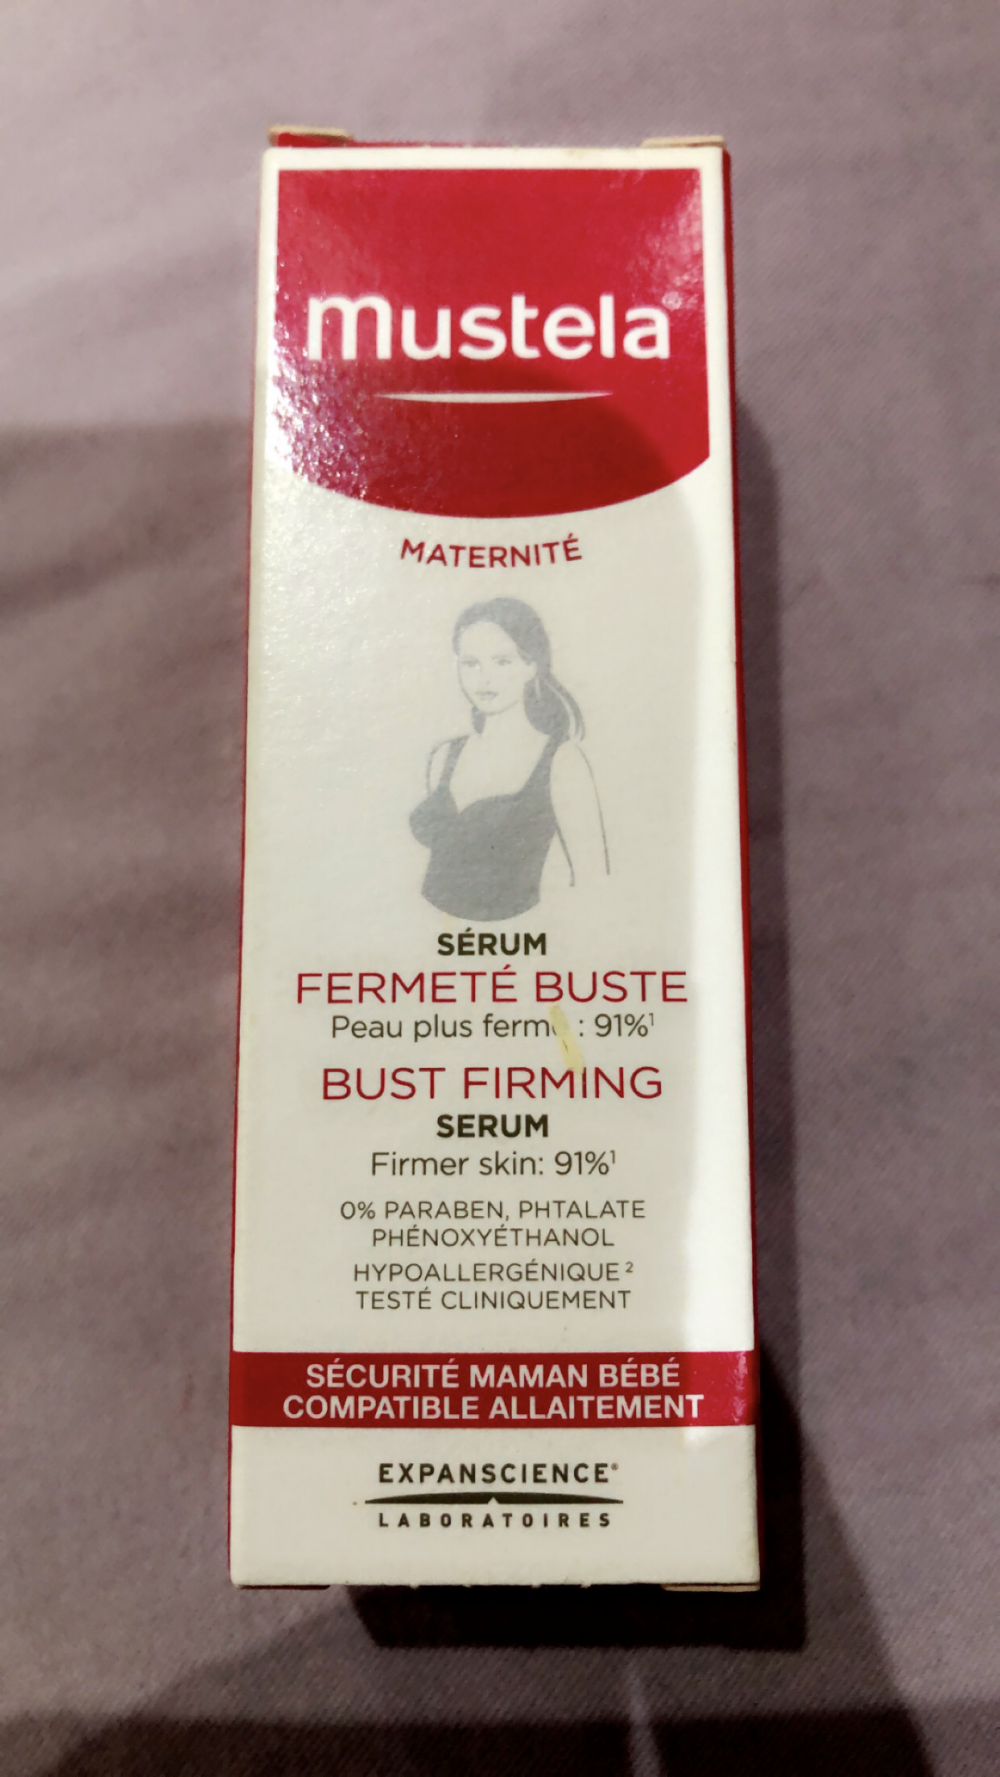 mustela®
MATERNITÉ
SÉRUM
FERMETÉ BUSTE
Peau plus : 91%¹
BUST FIRMING
SERUM
Firmer skin: 91%¹
0% PARABEN, PHTALATE
PHÉNOXYÉTHANOL
HYPOALLERGÉNIQUE²
TESTÉ CLINIQUEMENT
SÉCURITÉ MAMAN BÉBÉ
COMPATIBLE ALLAITEMENT
EXPANSCIENCE®
LABORATOIRES